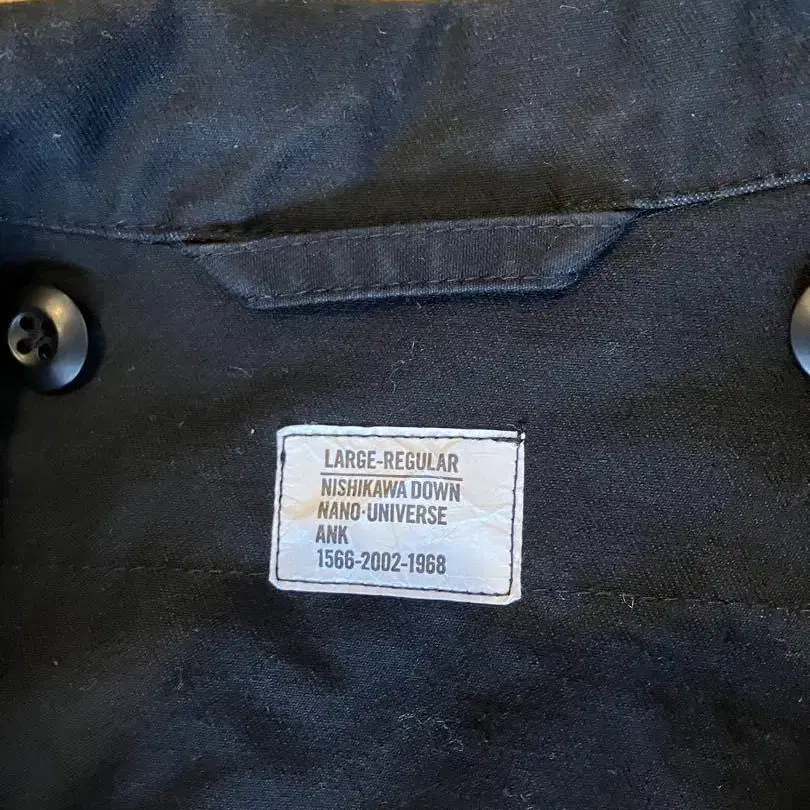 LARGE-REGULAR
NISHIKAWA DOWN
NANO·UNIVERSE
ANK
1566-2002-1968